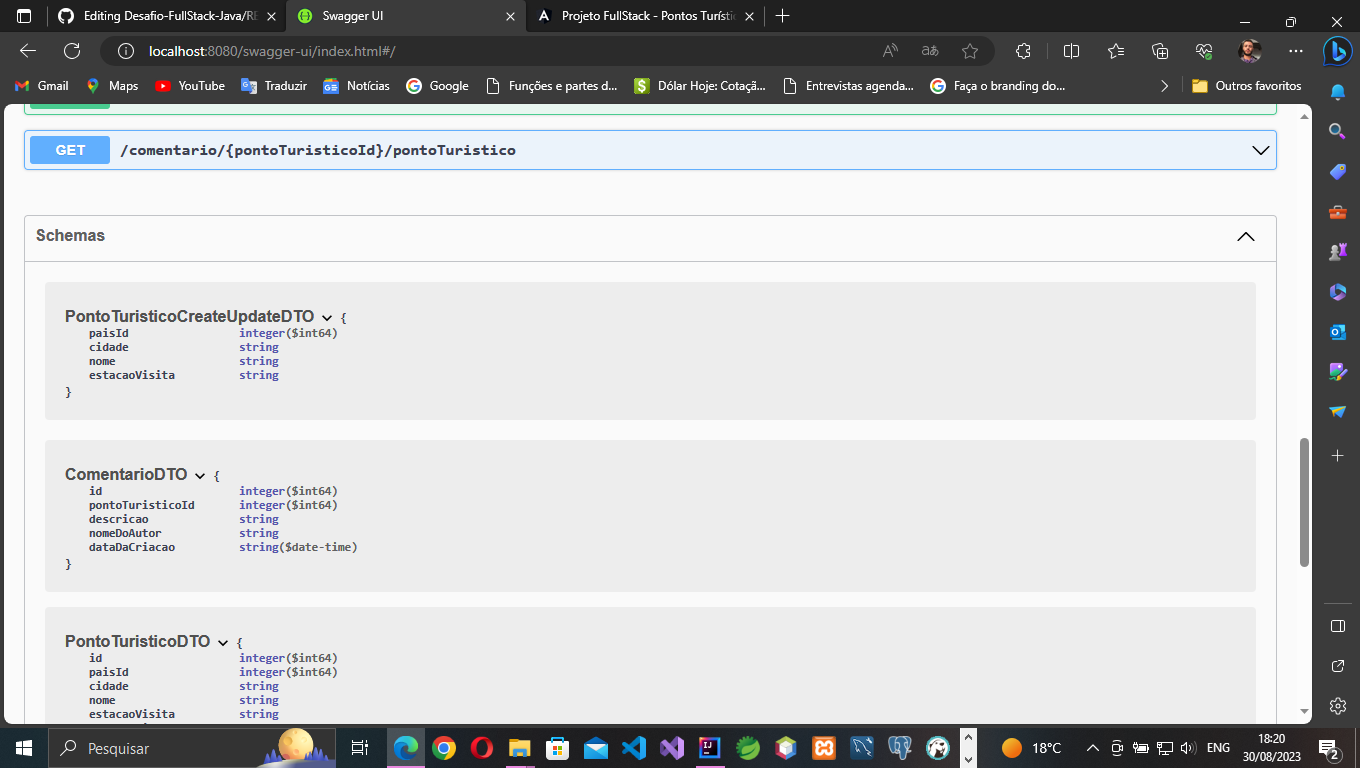 Editing Desafio-FullStack-Java/RE
Swagger UI
Projeto FullStack - Pontos Turístic
localhost:8080/swagger-ui/index.html#/
Gmail
Maps
YouTube
Traduzir
Notícias
Google
Funções e partes d...
Dólar Hoje: Cotaçã...
Entrevistas agenda...
Faça o branding do...
Outros favoritos
GET /comentario/{pontoTuristicoId}/pontoTuristico
Schemas
PontoTuristicoCreateUpdateDTO {
paisId integer($int64)
cidade string
nome string
estacaoVisita string
}
ComentarioDTO {
id integer($int64)
pontoTuristicoId integer($int64)
descricao string
nomeDoAutor string
dataDaCriacao string($date-time)
}
PontoTuristicoDTO {
id integer($int64)
paisId integer($int64)
cidade string
nome string
estacaoVisita string
Pesquisar
18°C
ENG
18:20
30/08/2023
2